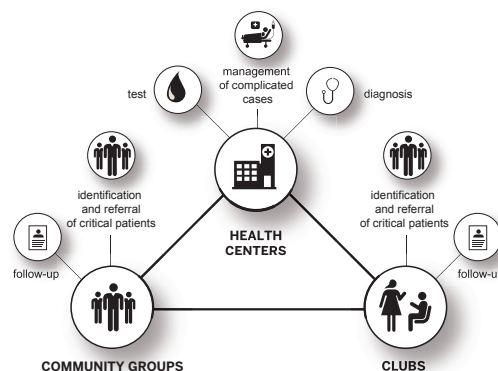 management
of complicated
cases
test
diagnosis
identification
and referral
of critical patients
identification
and referral
of critical patients
HEALTH
CENTERS
follow-up
follow-u
COMMUNITY GROUPS
CLUBS